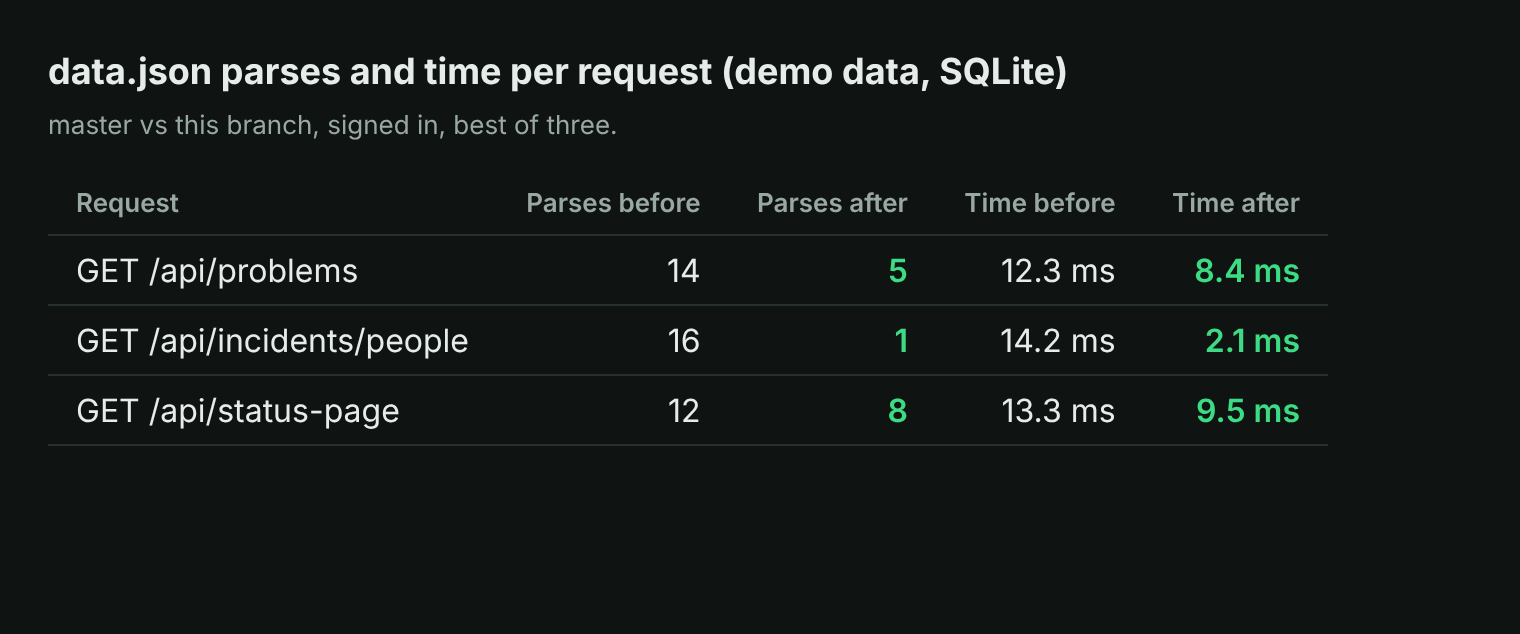 data.json parses and time per request (demo data, SQLite)
master vs this branch, signed in, best of three.
Request Parses before Parses after Time before Time after
GET /api/problems 14 5 12.3 ms 8.4 ms
GET /api/incidents/people 16 1 14.2 ms 2.1 ms
GET /api/status-page 12 8 13.3 ms 9.5 ms